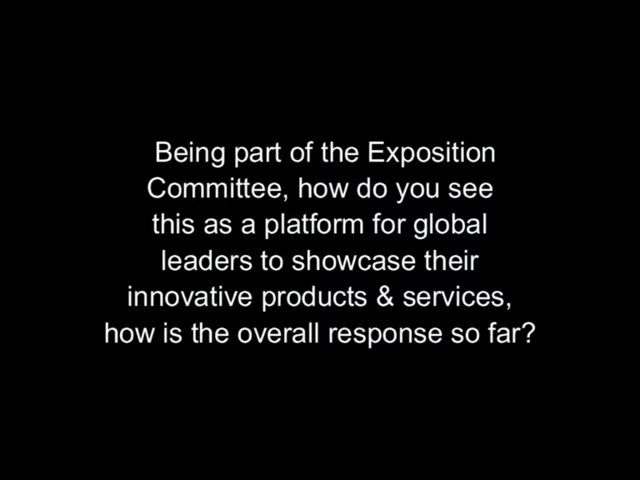 Being part of the Exposition
Committee, how do you see
this as a platform for global
leaders to showcase their
innovative products & services,
how is the overall response so far?